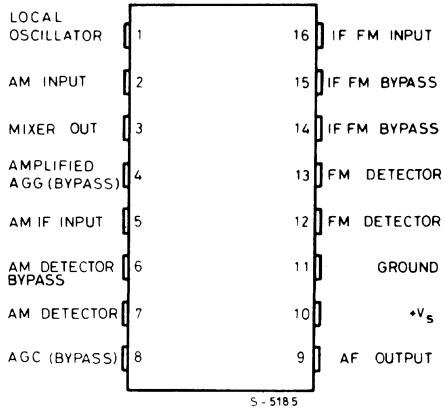 LOCAL
OSCILLATOR 1 16 IF FM INPUT
AM INPUT 2 15 IF FM BYPASS
MIXER OUT 3 14 IF FM BYPASS
AMPLIFIED
AGG (BYPASS) 4 13 FM DETECTOR
AM IF INPUT 5 12 FM DETECTOR
AM DETECTOR
BYPASS 6 11 GROUND
AM DETECTOR 7 10 +Vs
AGC (BYPASS) 8 9 AF OUTPUT
S-5185